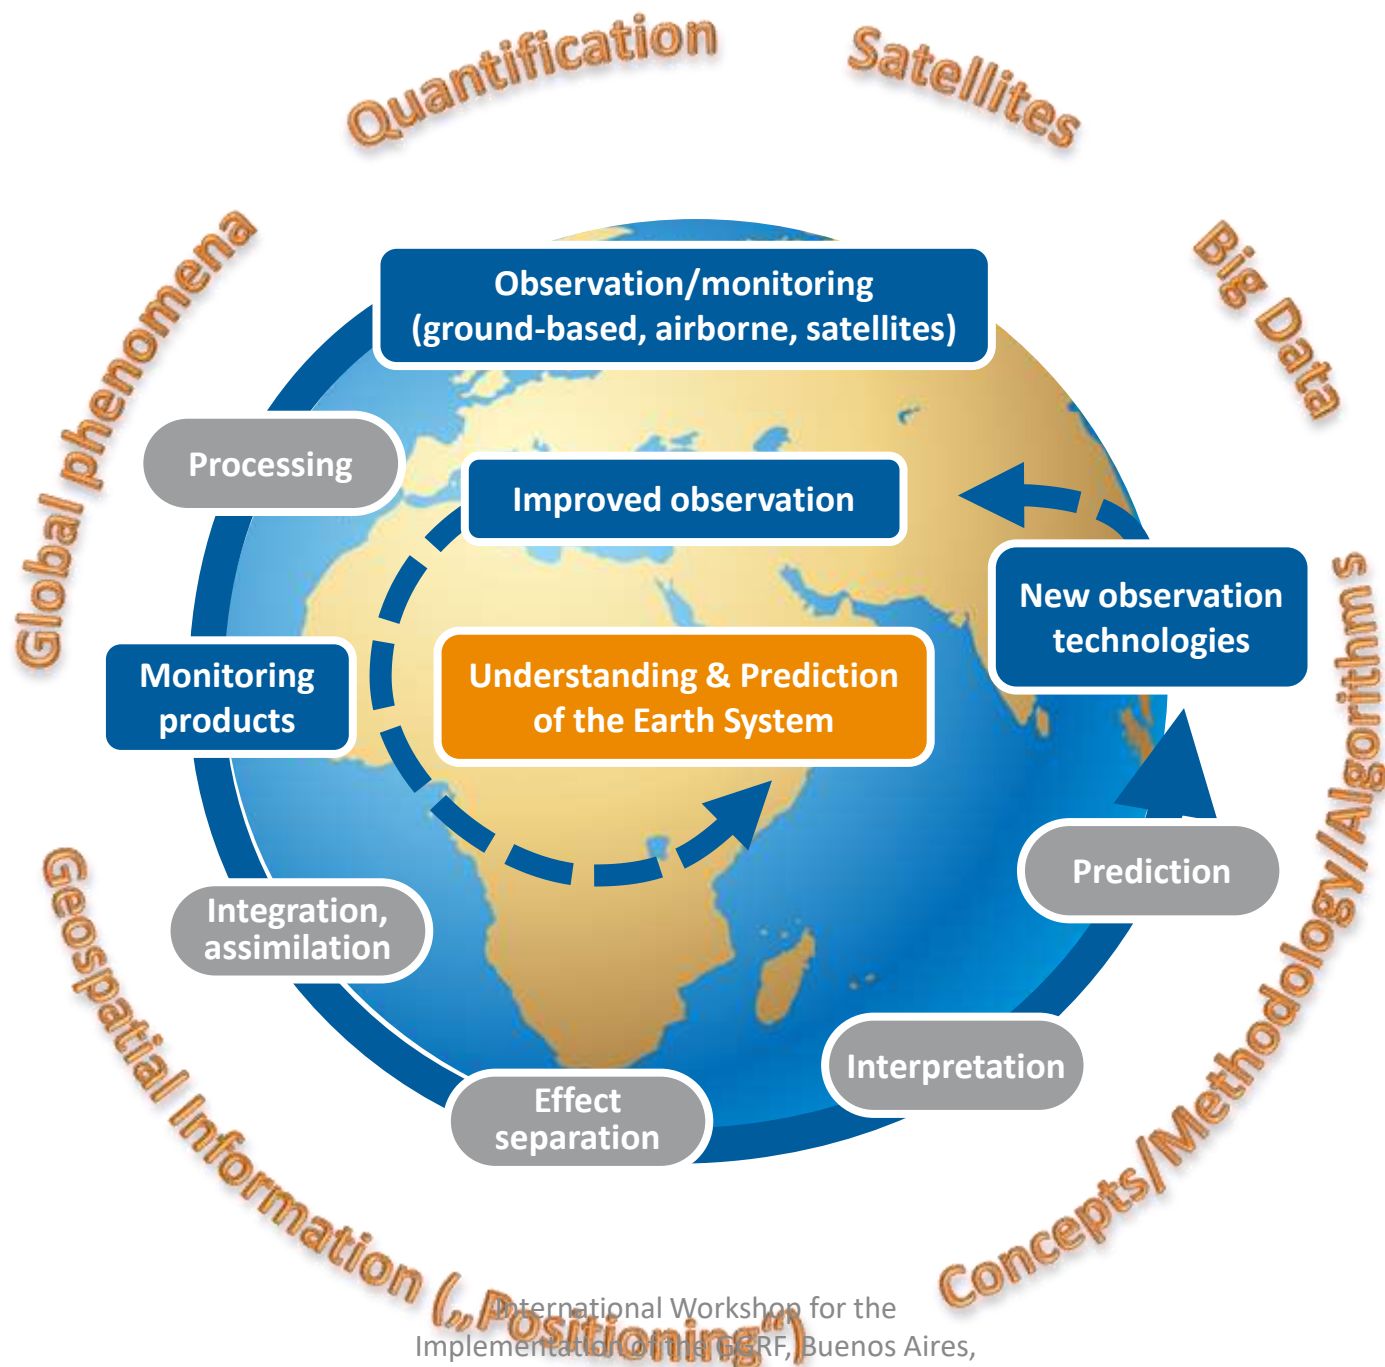 Quantification
Satellites
Big Data
Global phenomena
Observation/monitoring
(ground-based, airborne, satellites)
Processing
Improved observation
New observation
technologies
Monitoring
products
Understanding & Prediction
of the Earth System
Prediction
Integration,
assimilation
Interpretation
Effect
separation
Concepts/Methodology/Algorithms
Geospatial Information („Positioning“)
International Workshop for the
Implementation of the GGRF, Buenos Aires,